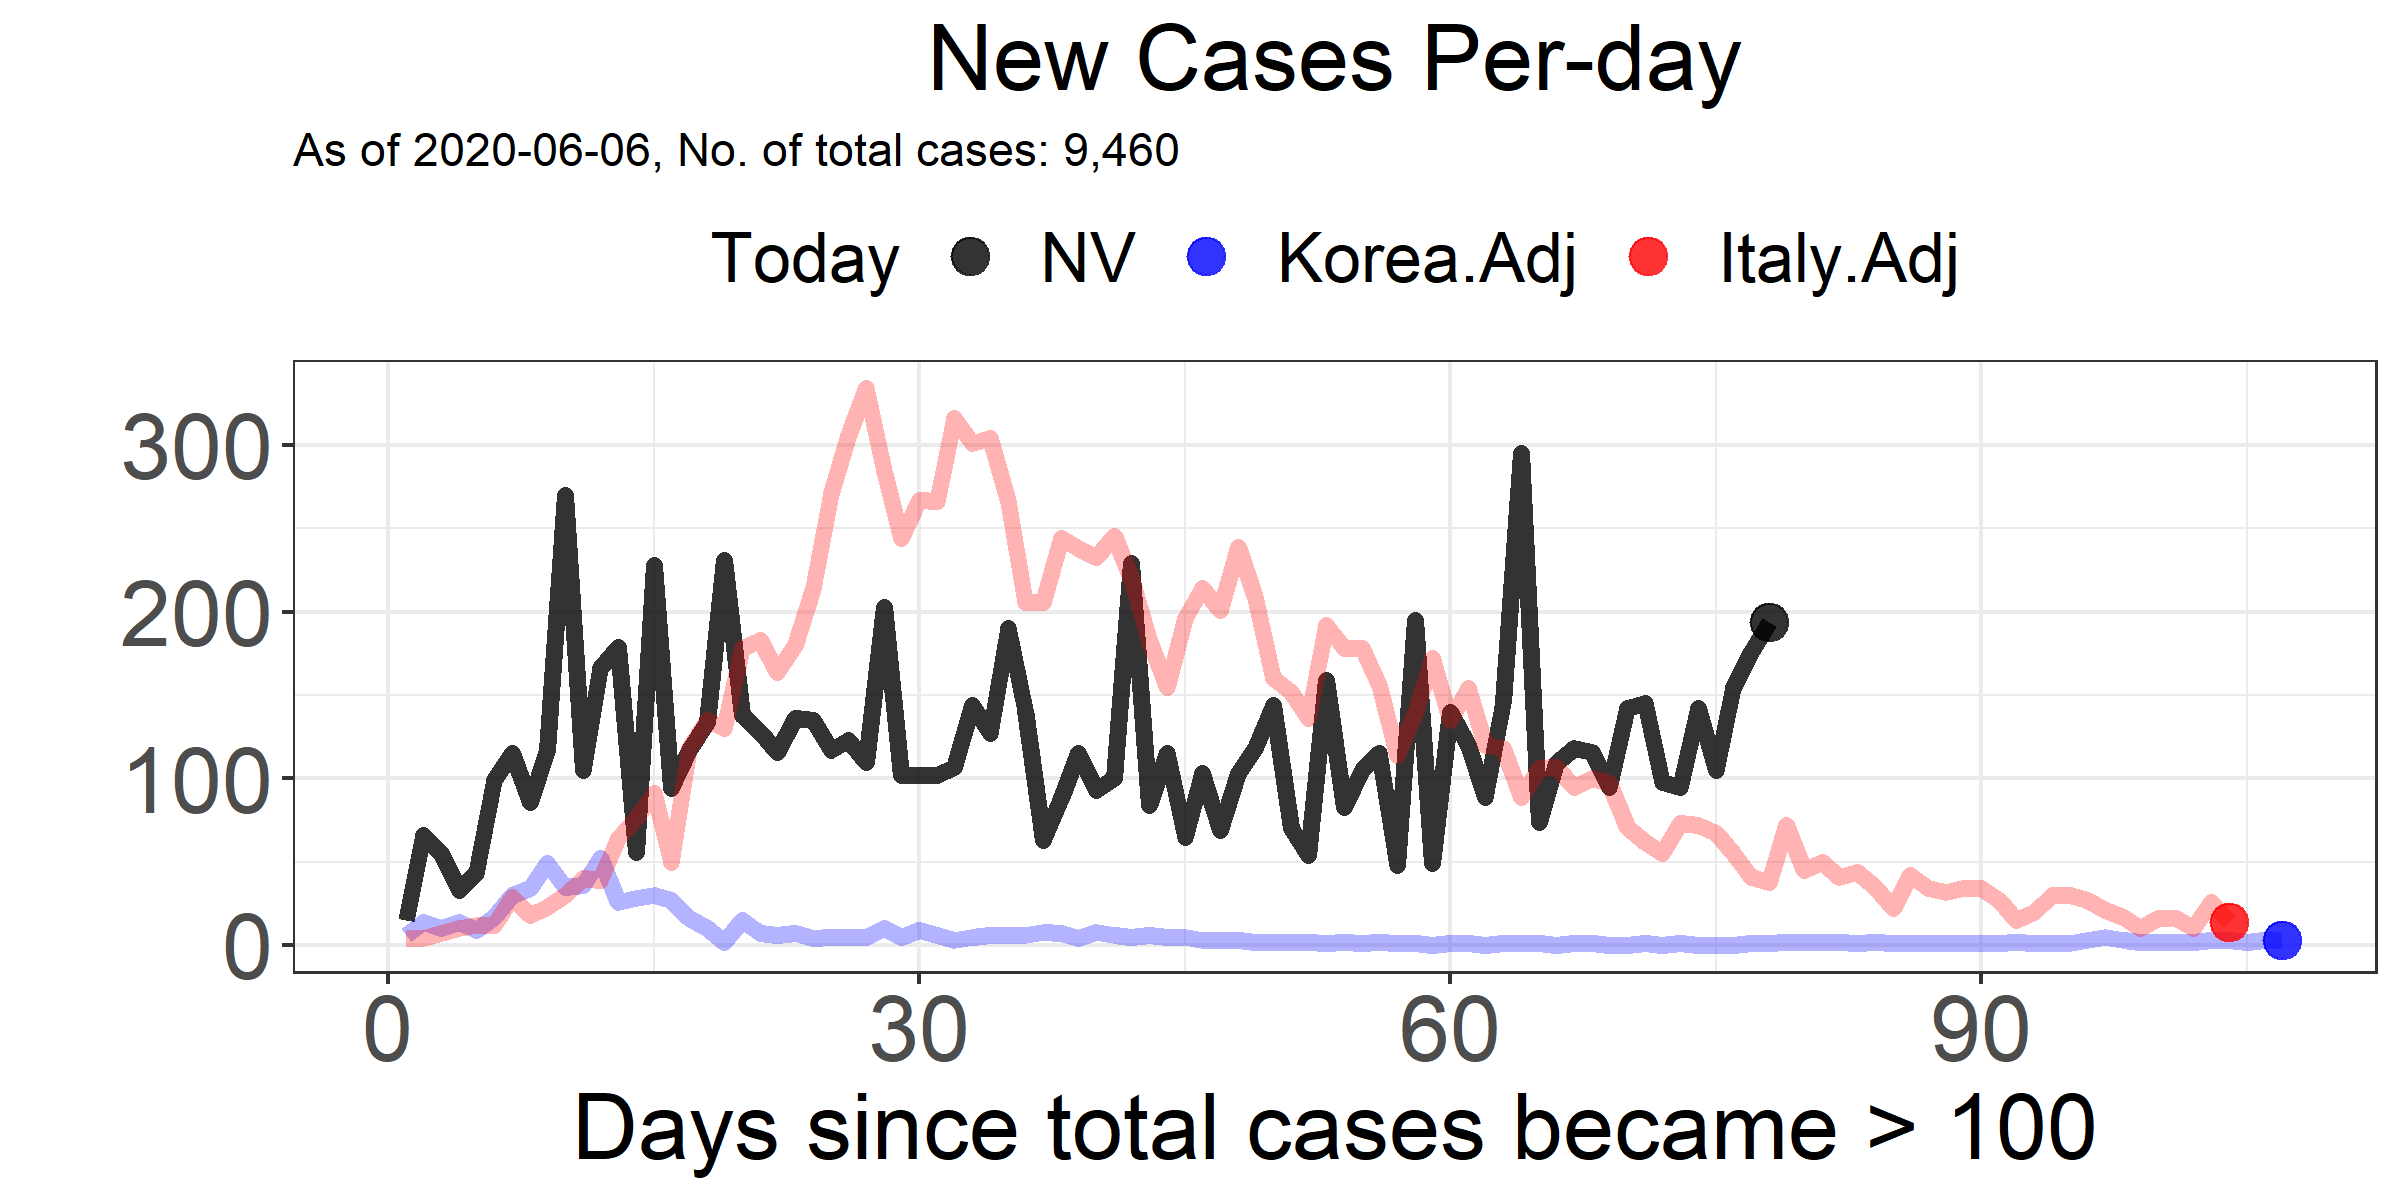 New Cases Per-day
As of 2020-06-06, No. of total cases: 9,460
Today NV Korea.Adj Italy.Adj
300
200
100
0
0 30 60 90
Days since total cases became > 100